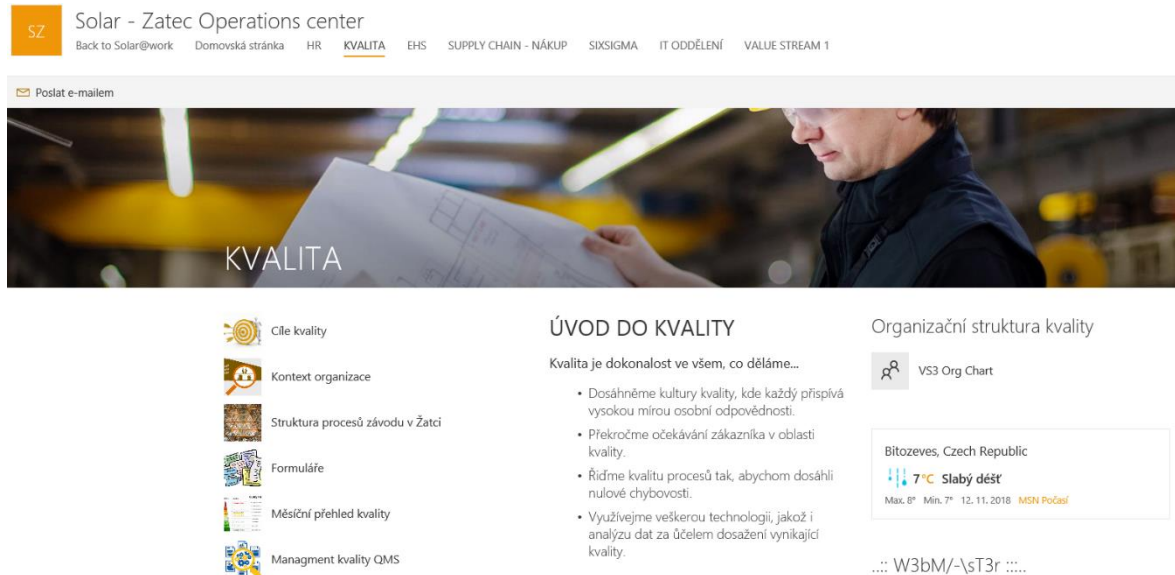 SZ
Solar - Zatec Operations center
Back to Solar@work Domovská stránka HR KVALITA EHS SUPPLY CHAIN - NÁKUP SIXSIGMA IT ODDĚLENÍ VALUE STREAM 1
Poslat e-mailem
KVALITA
Cíle kvality
Kontext organizace
Struktura procesů závodu v Žatci
Formuláře
Měsíční přehled kvality
Managment kvality QMS
ÚVOD DO KVALITY
Kvalita je dokonalost ve všem, co děláme...
• Dosáhněme kultury kvality, kde každý přispívá
vysokou mírou osobní odpovědnosti.
• Překročme očekávání zákazníka v oblasti
kvality.
• Řiďme kvalitu procesů tak, abychom dosáhli
nulové chybovosti.
• Využívejme veškerou technologii, jakož i
analýzu dat za účelem dosažení vynikající
kvality.
Organizační struktura kvality
VS3 Org Chart
Bitozeves, Czech Republic
7°C Slabý déšť
Max. 8° Min. 7° 12. 11. 2018 MSN Počasí
..:: W3bM/-\sT3r :::..